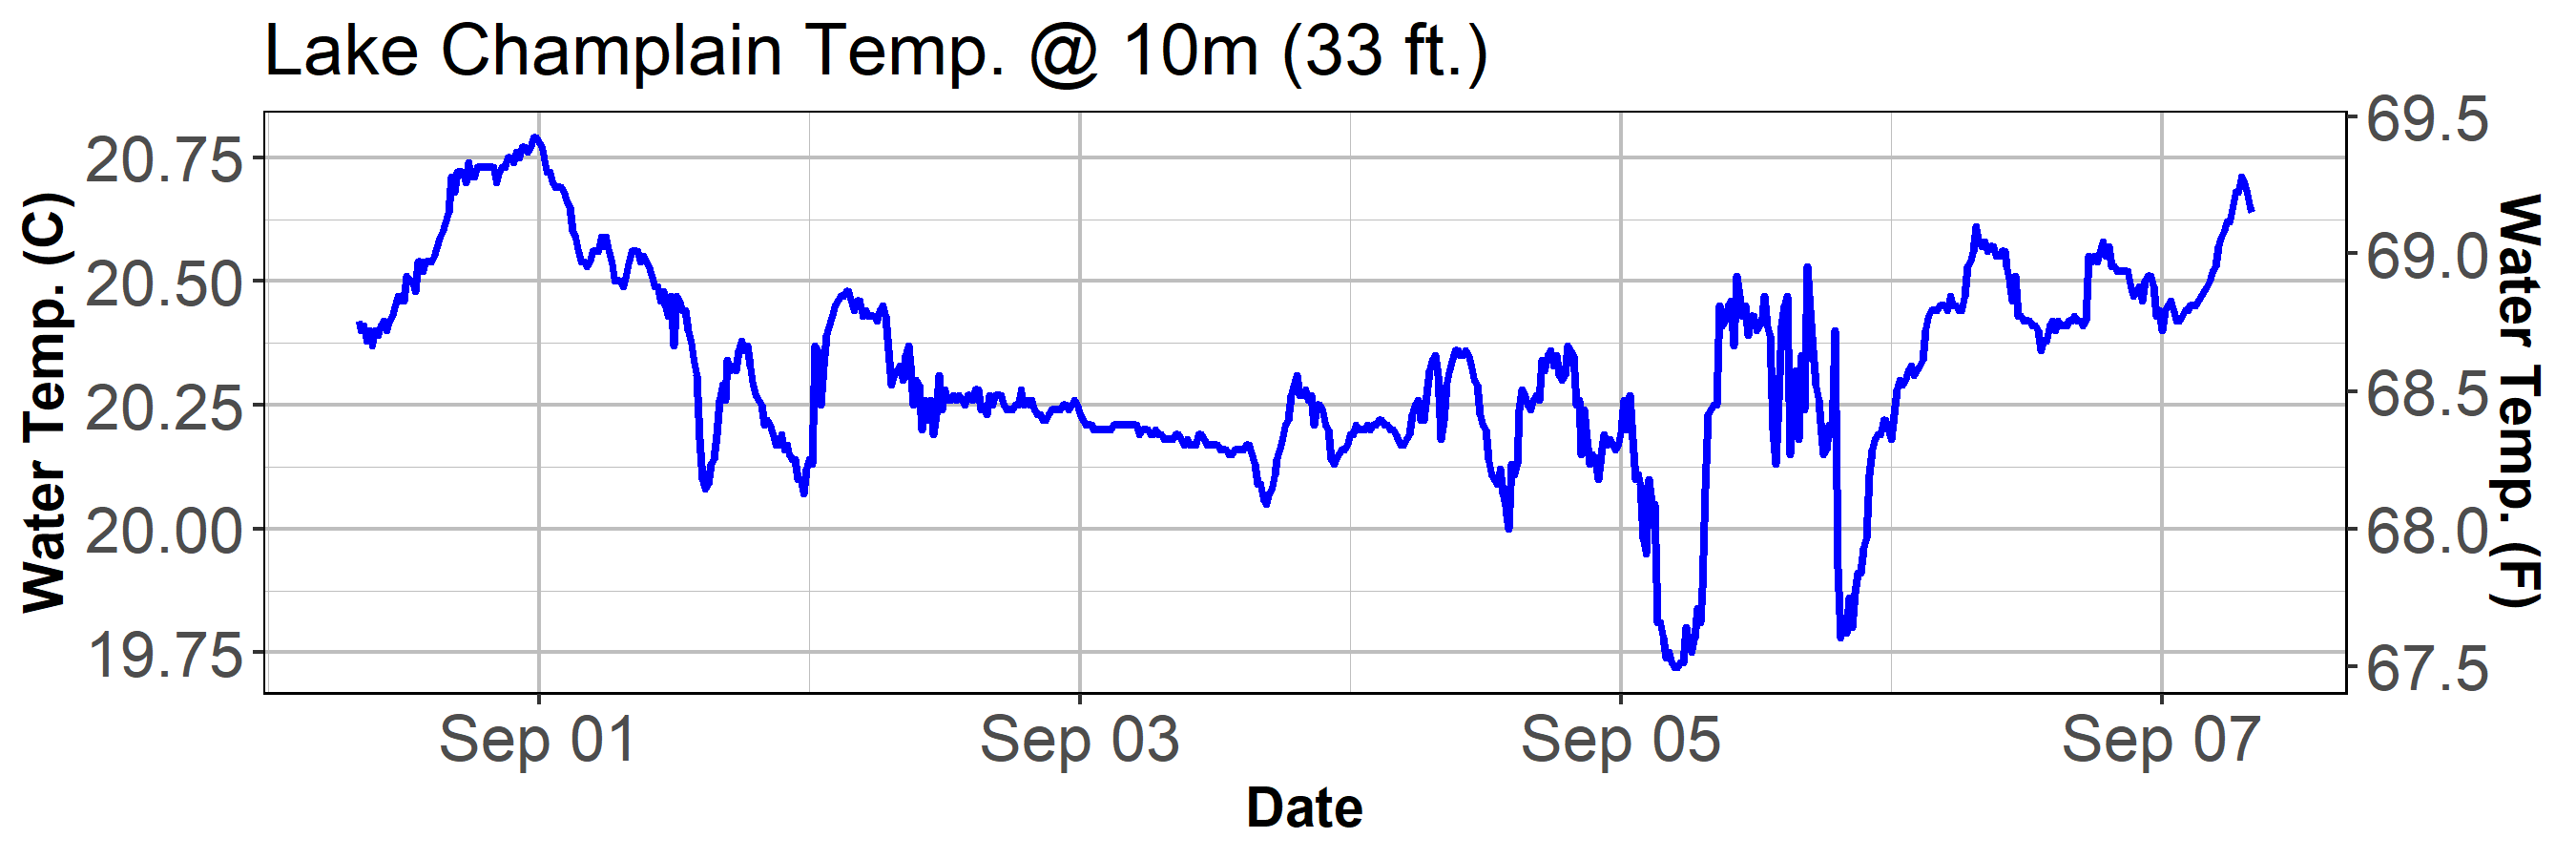 Lake Champlain Temp. @ 10m (33 ft.)
Water Temp. (C)
20.75
20.50
20.25
20.00
19.75
69.5
69.0
68.5
68.0
67.5
Water Temp. (F)
Sep 01
Sep 03
Sep 05
Sep 07
Date